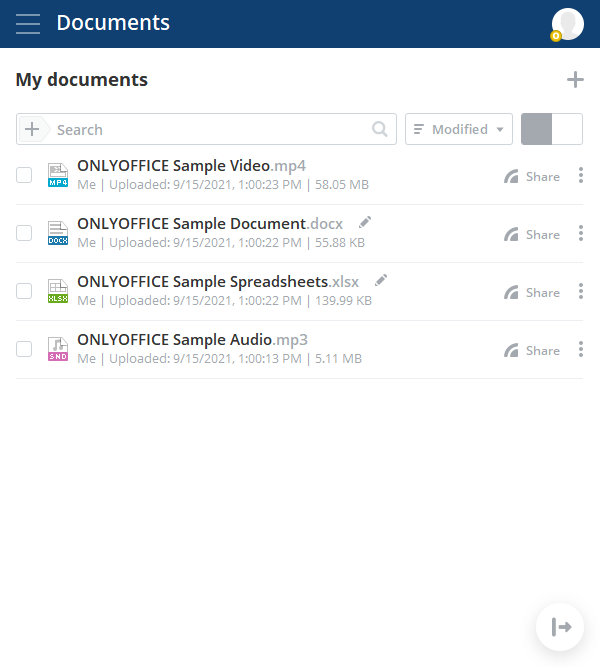 Documents
My documents
Search
Modified
ONLYOFFICE Sample Video.mp4
Me | Uploaded: 9/15/2021, 1:00:23 PM | 58.05 MB
MP4
Share
ONLYOFFICE Sample Document.docx
Me | Uploaded: 9/15/2021, 1:00:22 PM | 55.88 KB
DOCX
Share
ONLYOFFICE Sample Spreadsheets.xlsx
Me | Uploaded: 9/15/2021, 1:00:22 PM | 139.99 KB
XLSX
Share
ONLYOFFICE Sample Audio.mp3
Me | Uploaded: 9/15/2021, 1:00:13 PM | 5.11 MB
SND
Share